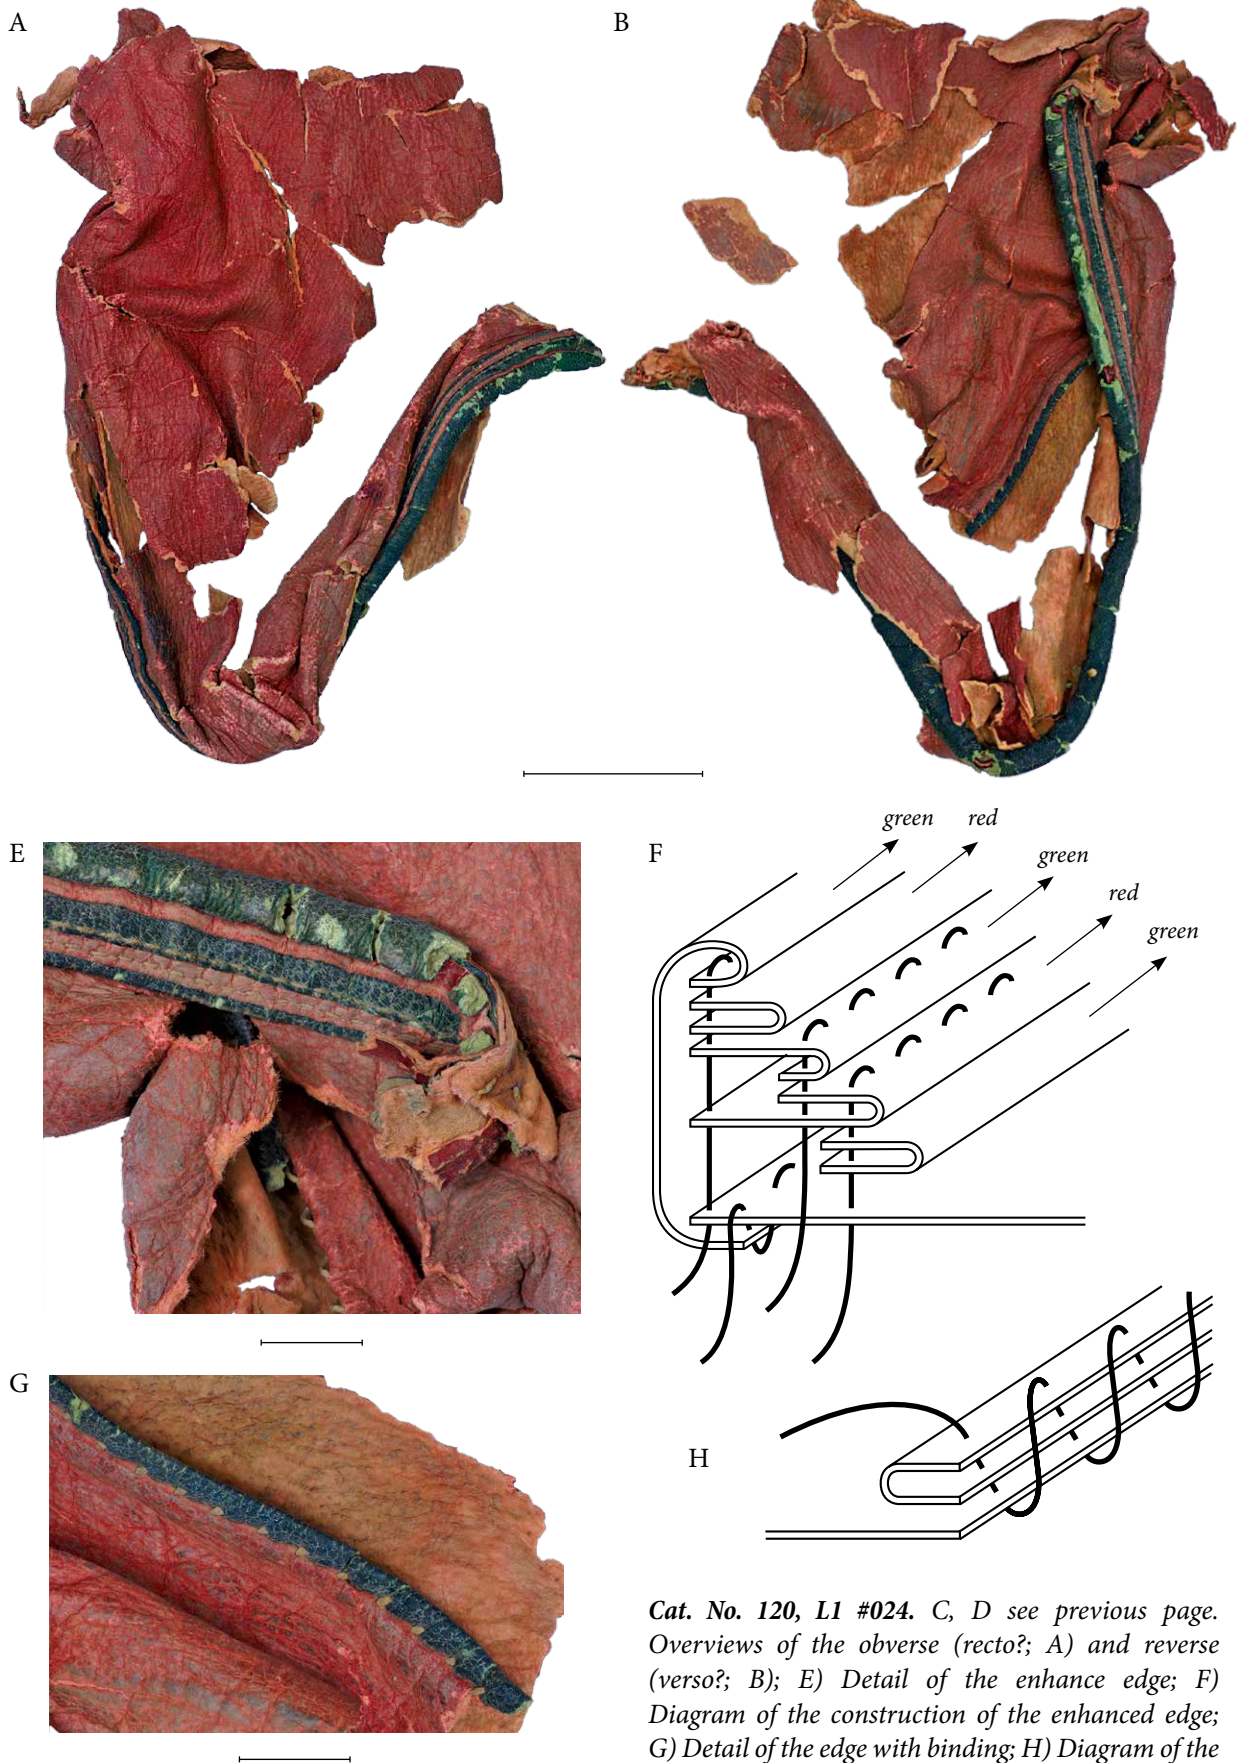 A
B
E
F
green
red
green
red
green
G
H
Cat. No. 120, L1 #024. C, D see previous page.
Overviews of the obverse (recto?; A) and reverse
(verso?; B); E) Detail of the enhance edge; F)
Diagram of the construction of the enhanced edge;
G) Detail of the edge with binding; H) Diagram of the